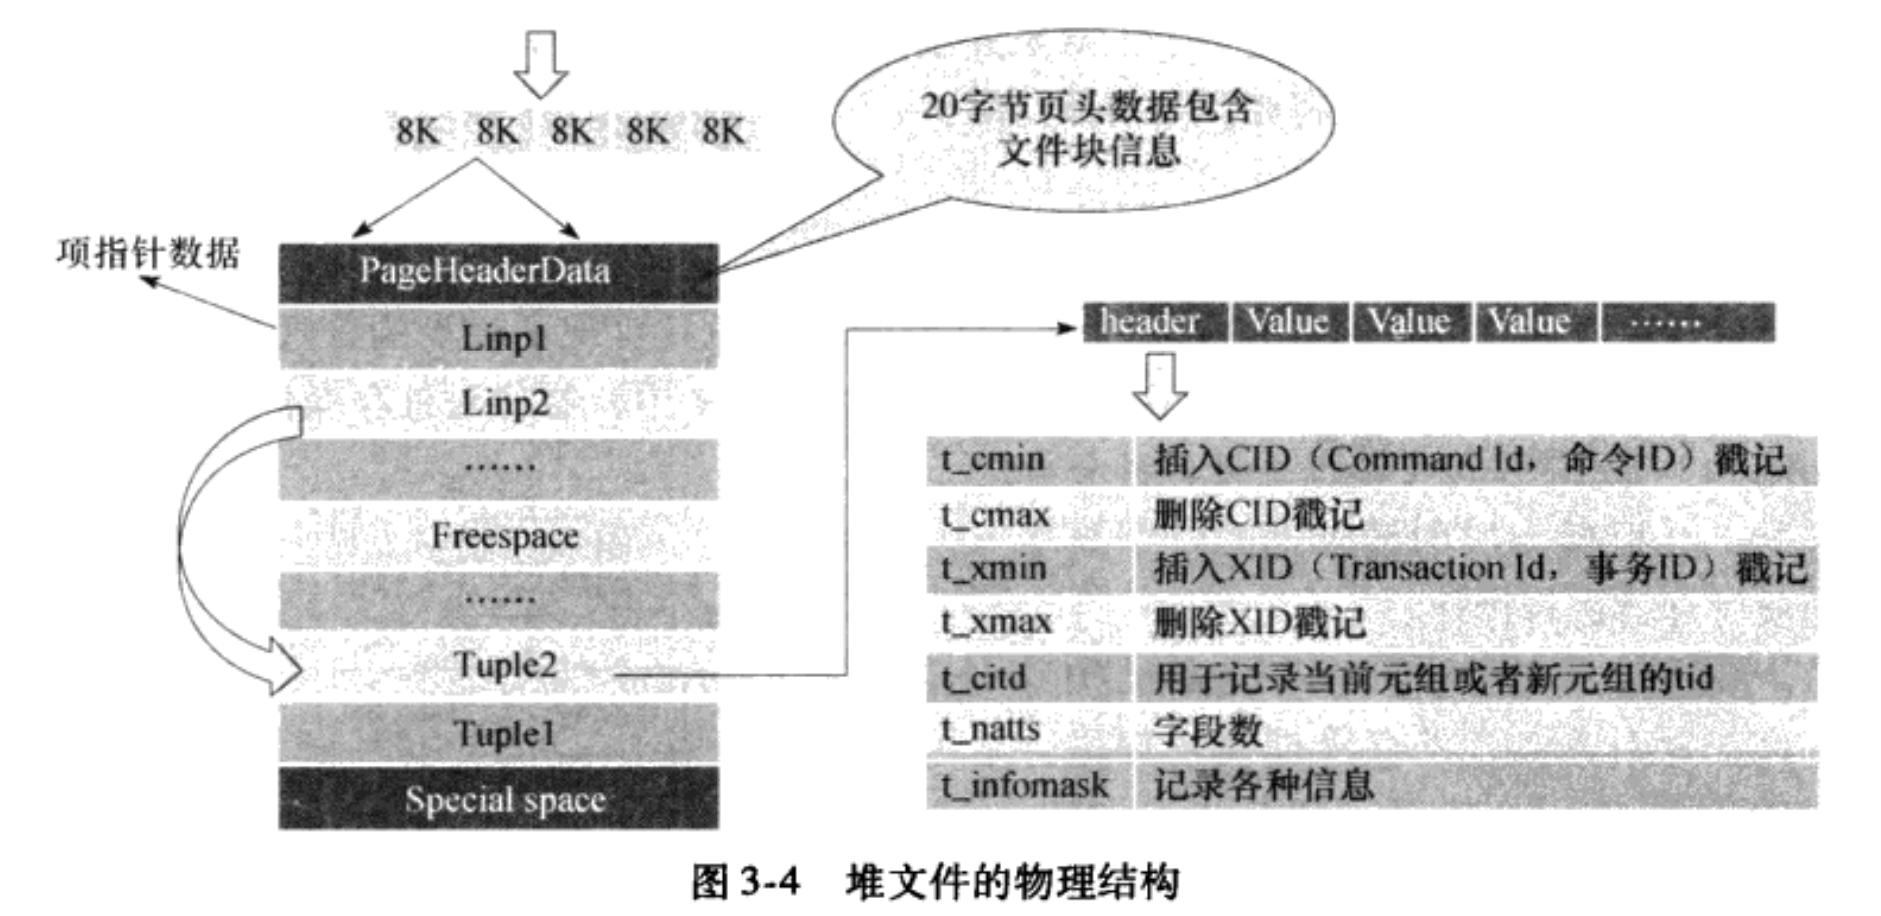 8K 8K 8K 8K 8K
20字节页头数据包含
文件块信息
项指针数据
PageHeaderData
Linp1
Linp2
......
Freespace
......
Tuple2
Tuple1
Special space
header Value Value Value ......
t_cmin 插入CID（Command Id，命令ID）戳记
t_cmax 删除CID戳记
t_xmin 插入XID（Transaction Id，事务ID）戳记
t_xmax 删除XID戳记
t_citd 用于记录当前元组或者新元组的tid
t_natts 字段数
t_infomask 记录各种信息
图 3-4 堆文件的物理结构